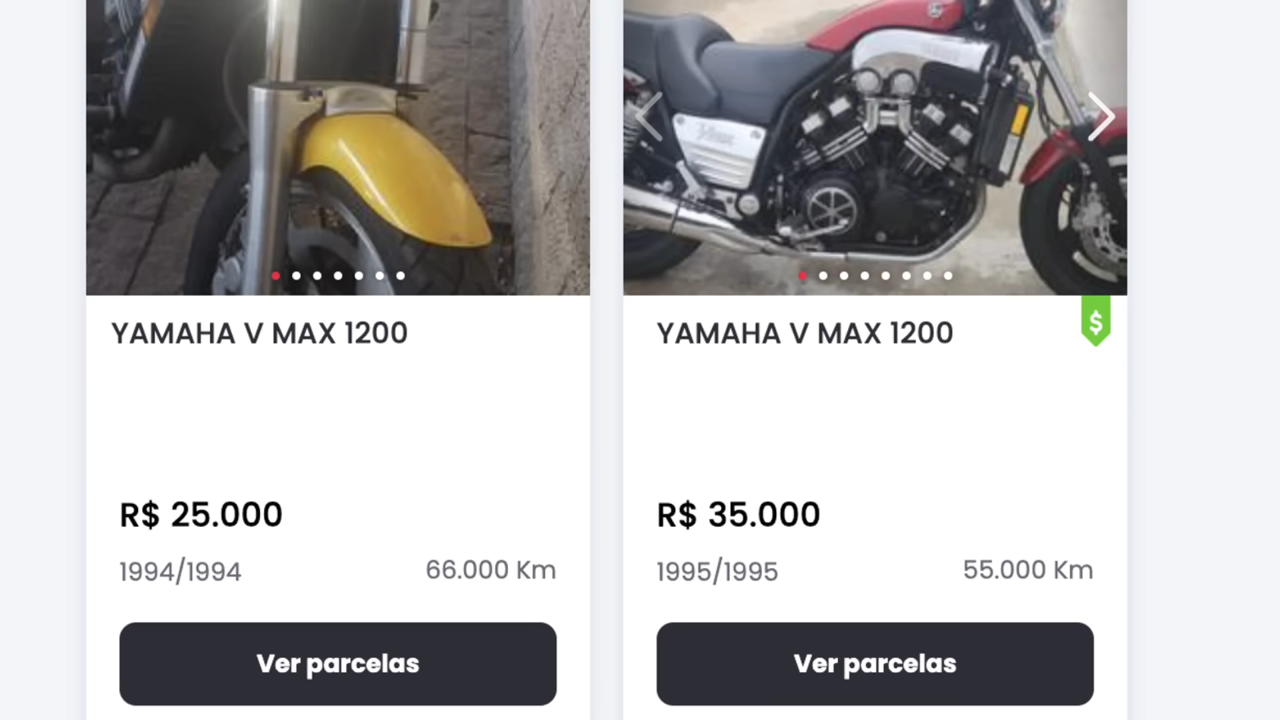 YAMAHA V MAX 1200
R$ 25.000
1994/1994
66.000 Km
Ver parcelas
YAMAHA V MAX 1200
$
R$ 35.000
1995/1995
55.000 Km
Ver parcelas